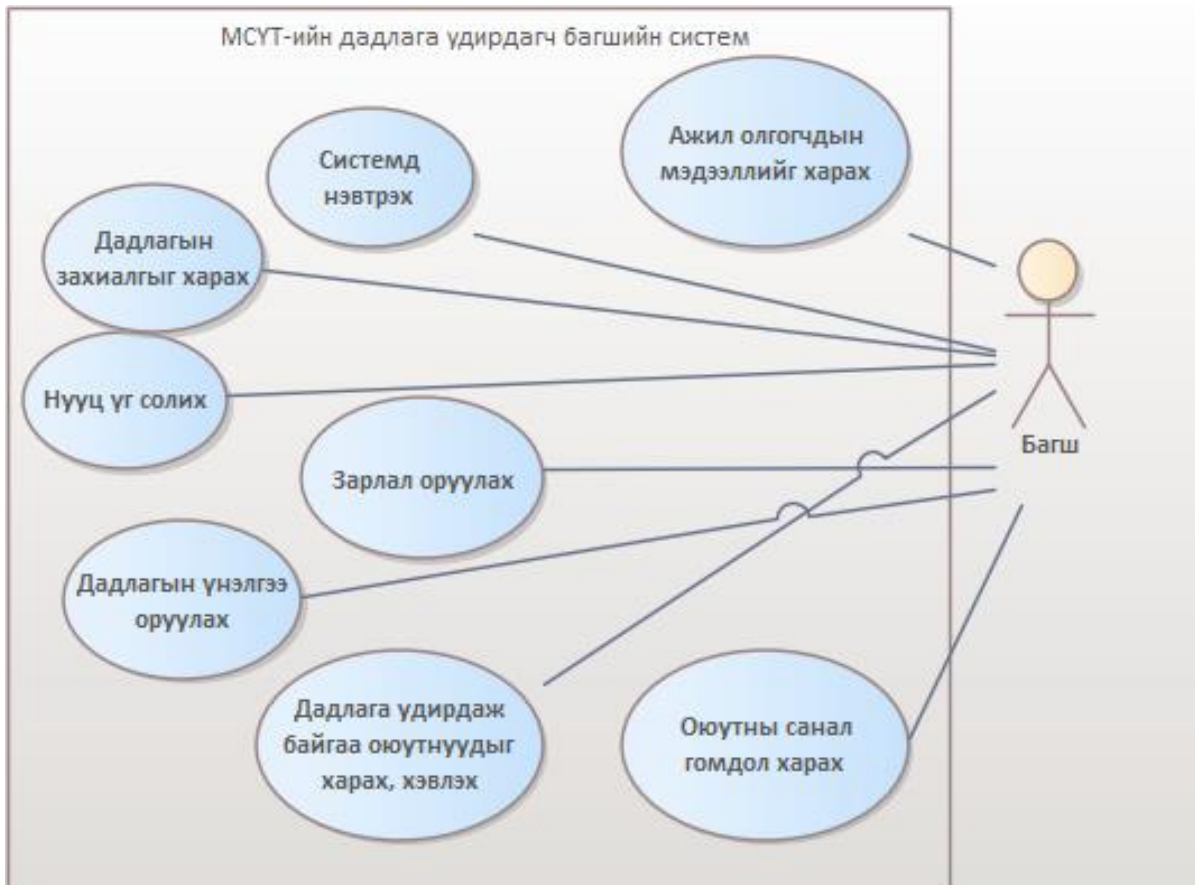 МСҮТ-ийн дадлага удирдагч багшийн систем
Ажил олгогчдын
мэдээллийг харах
Системд
нэвтрэх
Дадлагын
захиалгыг харах
Нууц үг солих
Багш
Зарлал оруулах
Дадлагын үнэлгээ
оруулах
Дадлага удирдаж
байгаа оюутнуудыг
харах, хэвлэх
Оюутны санал
гомдол харах